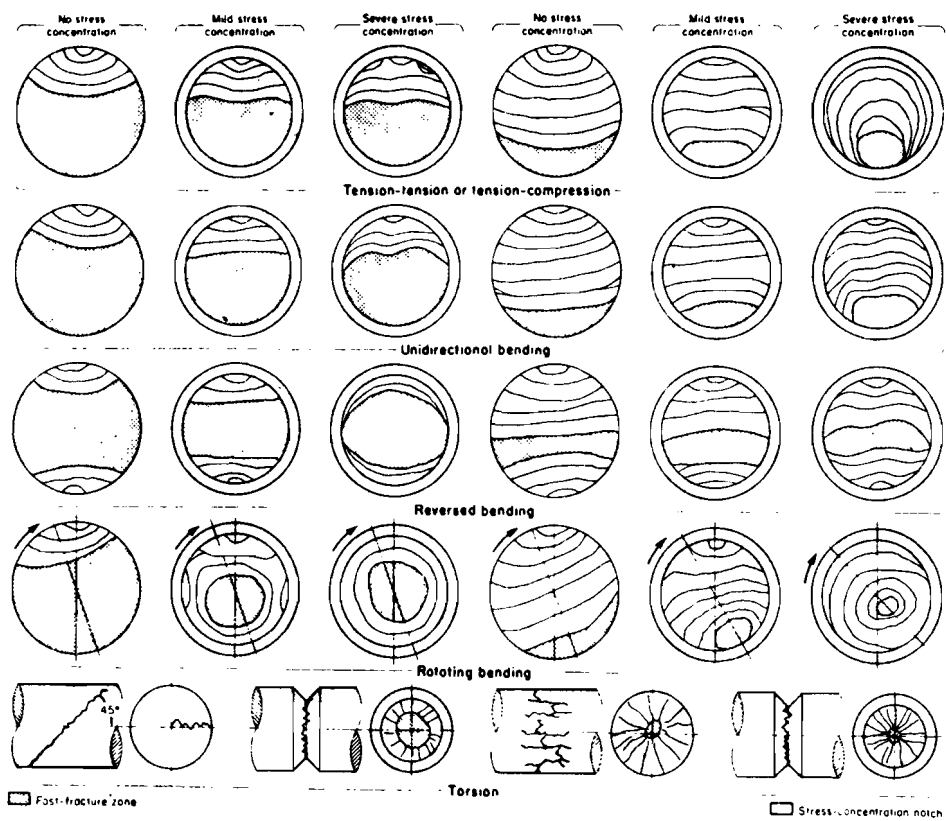 No stress
concentration
Mild stress
concentration
Severe stress
concentration
No stress
concentration
Mild stress
concentration
Severe stress
concentration
Tension-tension or tension-compression
Unidirectional bending
Reversed bending
Rotating bending
45°
Torsion
Fast-fracture zone
Stress-concentration notch